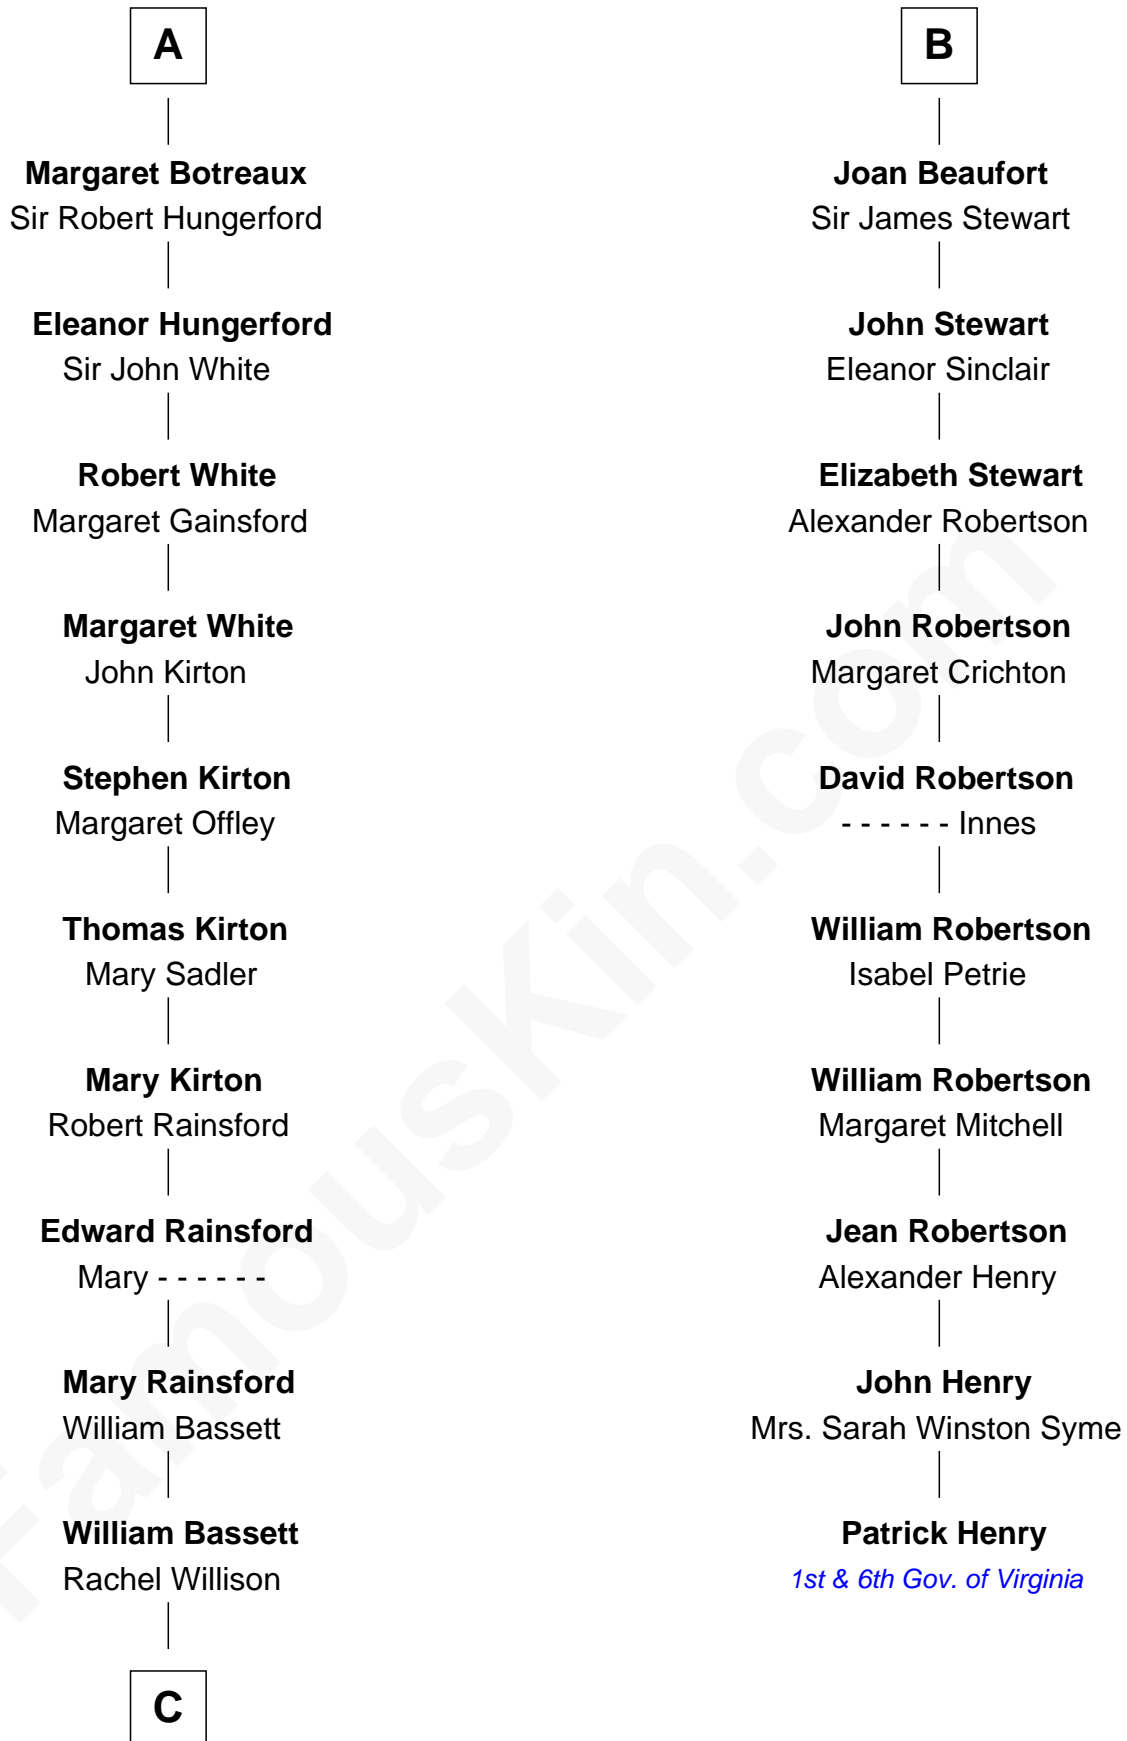 A
Margaret Botreaux
Sir Robert Hungerford
Eleanor Hungerford
Sir John White
Robert White
Margaret Gainsford
Margaret White
John Kirton
Stephen Kirton
Margaret Offley
Thomas Kirton
Mary Sadler
Mary Kirton
Robert Rainsford
Edward Rainsford
Mary - - - - - -
Mary Rainsford
William Bassett
William Bassett
Rachel Willison
C
B
Joan Beaufort
Sir James Stewart
John Stewart
Eleanor Sinclair
Elizabeth Stewart
Alexander Robertson
John Robertson
Margaret Crichton
David Robertson
- - - - - - Innes
William Robertson
Isabel Petrie
William Robertson
Margaret Mitchell
Jean Robertson
Alexander Henry
John Henry
Mrs. Sarah Winston Syme
Patrick Henry
1st & 6th Gov. of Virginia
FamousKin.com